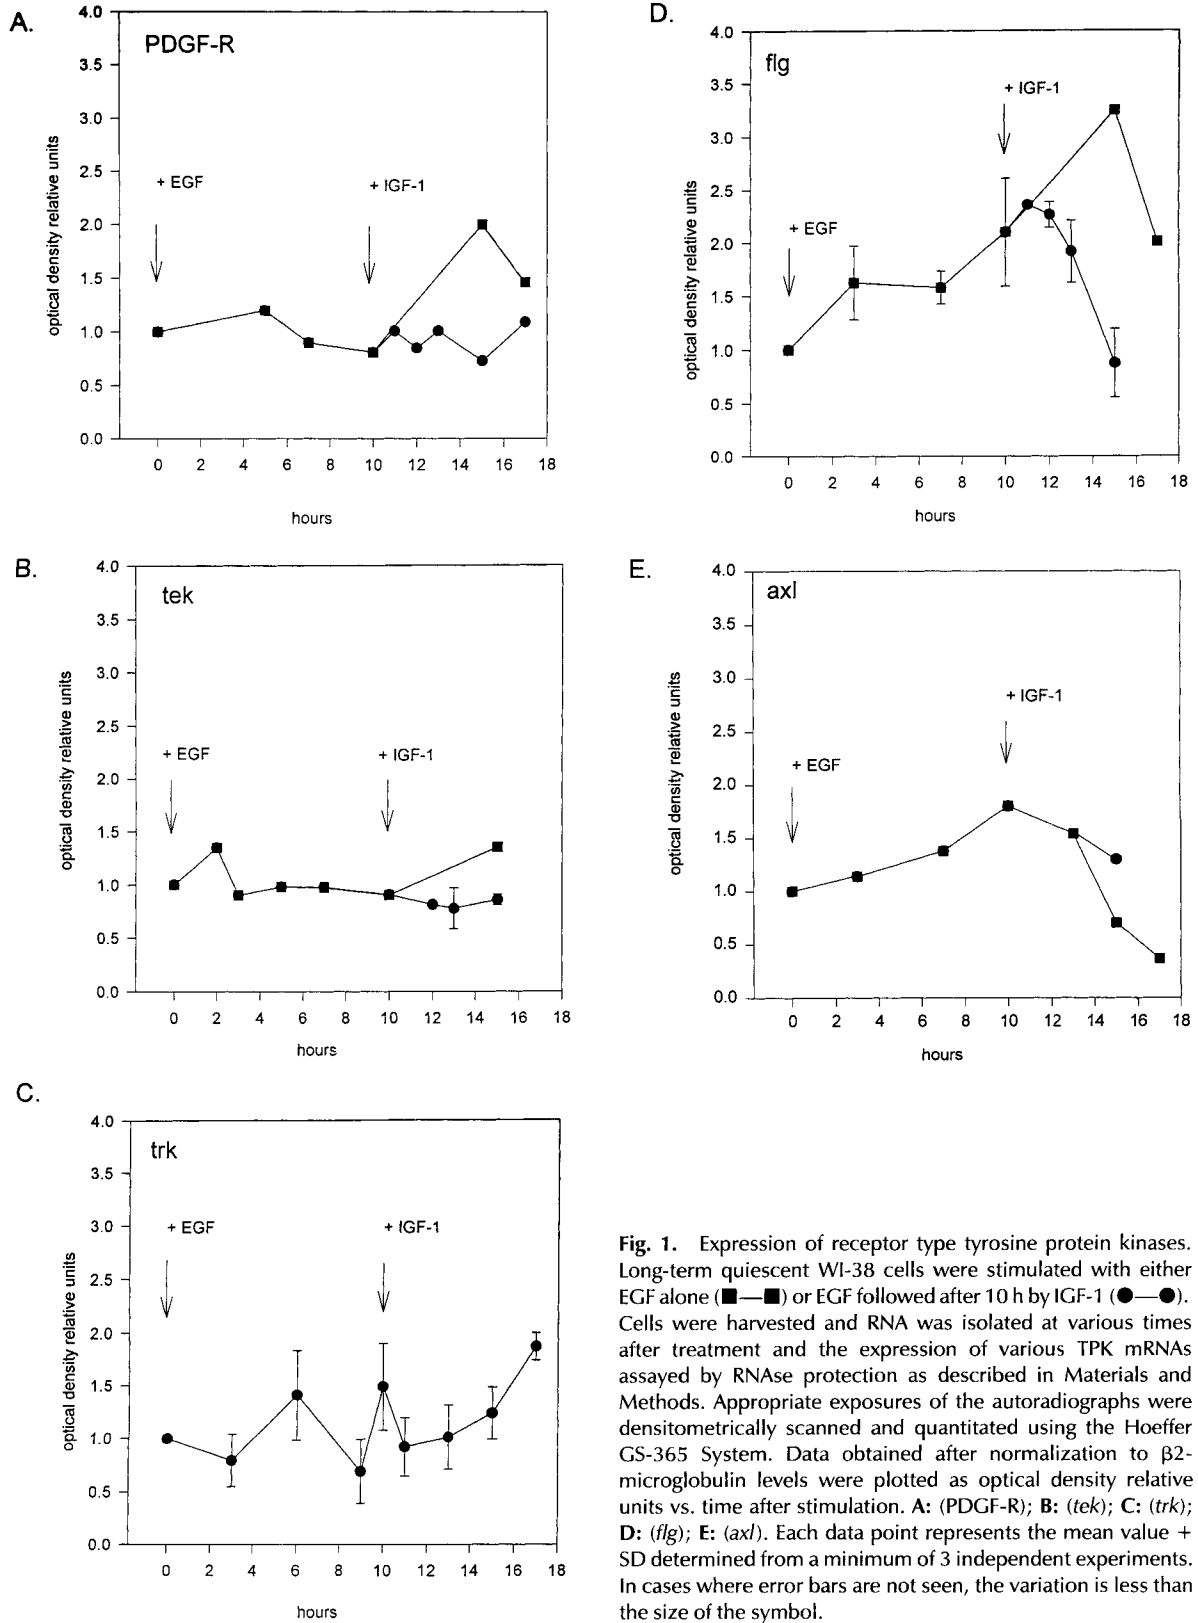 A.
PDGF-R
4.0
3.5
3.0
2.5
2.0
1.5
1.0
0.5
0.0
optical density relative units
+ EGF
+ IGF-1
0 2 4 6 8 10 12 14 16 18
hours
B.
tek
4.0
3.5
3.0
2.5
2.0
1.5
1.0
0.5
0.0
optical density relative units
+ EGF
+ IGF-1
0 2 4 6 8 10 12 14 16 18
hours
C.
trk
4.0
3.5
3.0
2.5
2.0
1.5
1.0
0.5
0.0
optical density relative units
+ EGF
+ IGF-1
0 2 4 6 8 10 12 14 16 18
hours
D.
flg
4.0
3.5
3.0
2.5
2.0
1.5
1.0
0.5
0.0
optical density relative units
+ EGF
+ IGF-1
0 2 4 6 8 10 12 14 16 18
hours
E.
axl
4.0
3.5
3.0
2.5
2.0
1.5
1.0
0.5
0.0
optical density relative units
+ EGF
+ IGF-1
0 2 4 6 8 10 12 14 16 18
hours
Fig. 1. Expression of receptor type tyrosine protein kinases.
Long-term quiescent WI-38 cells were stimulated with either
EGF alone (■—■) or EGF followed after 10 h by IGF-1 (●—●).
Cells were harvested and RNA was isolated at various times
after treatment and the expression of various TPK mRNAs
assayed by RNAse protection as described in Materials and
Methods. Appropriate exposures of the autoradiographs were
densitometrically scanned and quantitated using the Hoeffer
GS-365 System. Data obtained after normalization to β2-
microglobulin levels were plotted as optical density relative
units vs. time after stimulation. A: (PDGF-R); B: (tek); C: (trk);
D: (flg); E: (axl). Each data point represents the mean value +
SD determined from a minimum of 3 independent experiments.
In cases where error bars are not seen, the variation is less than
the size of the symbol.